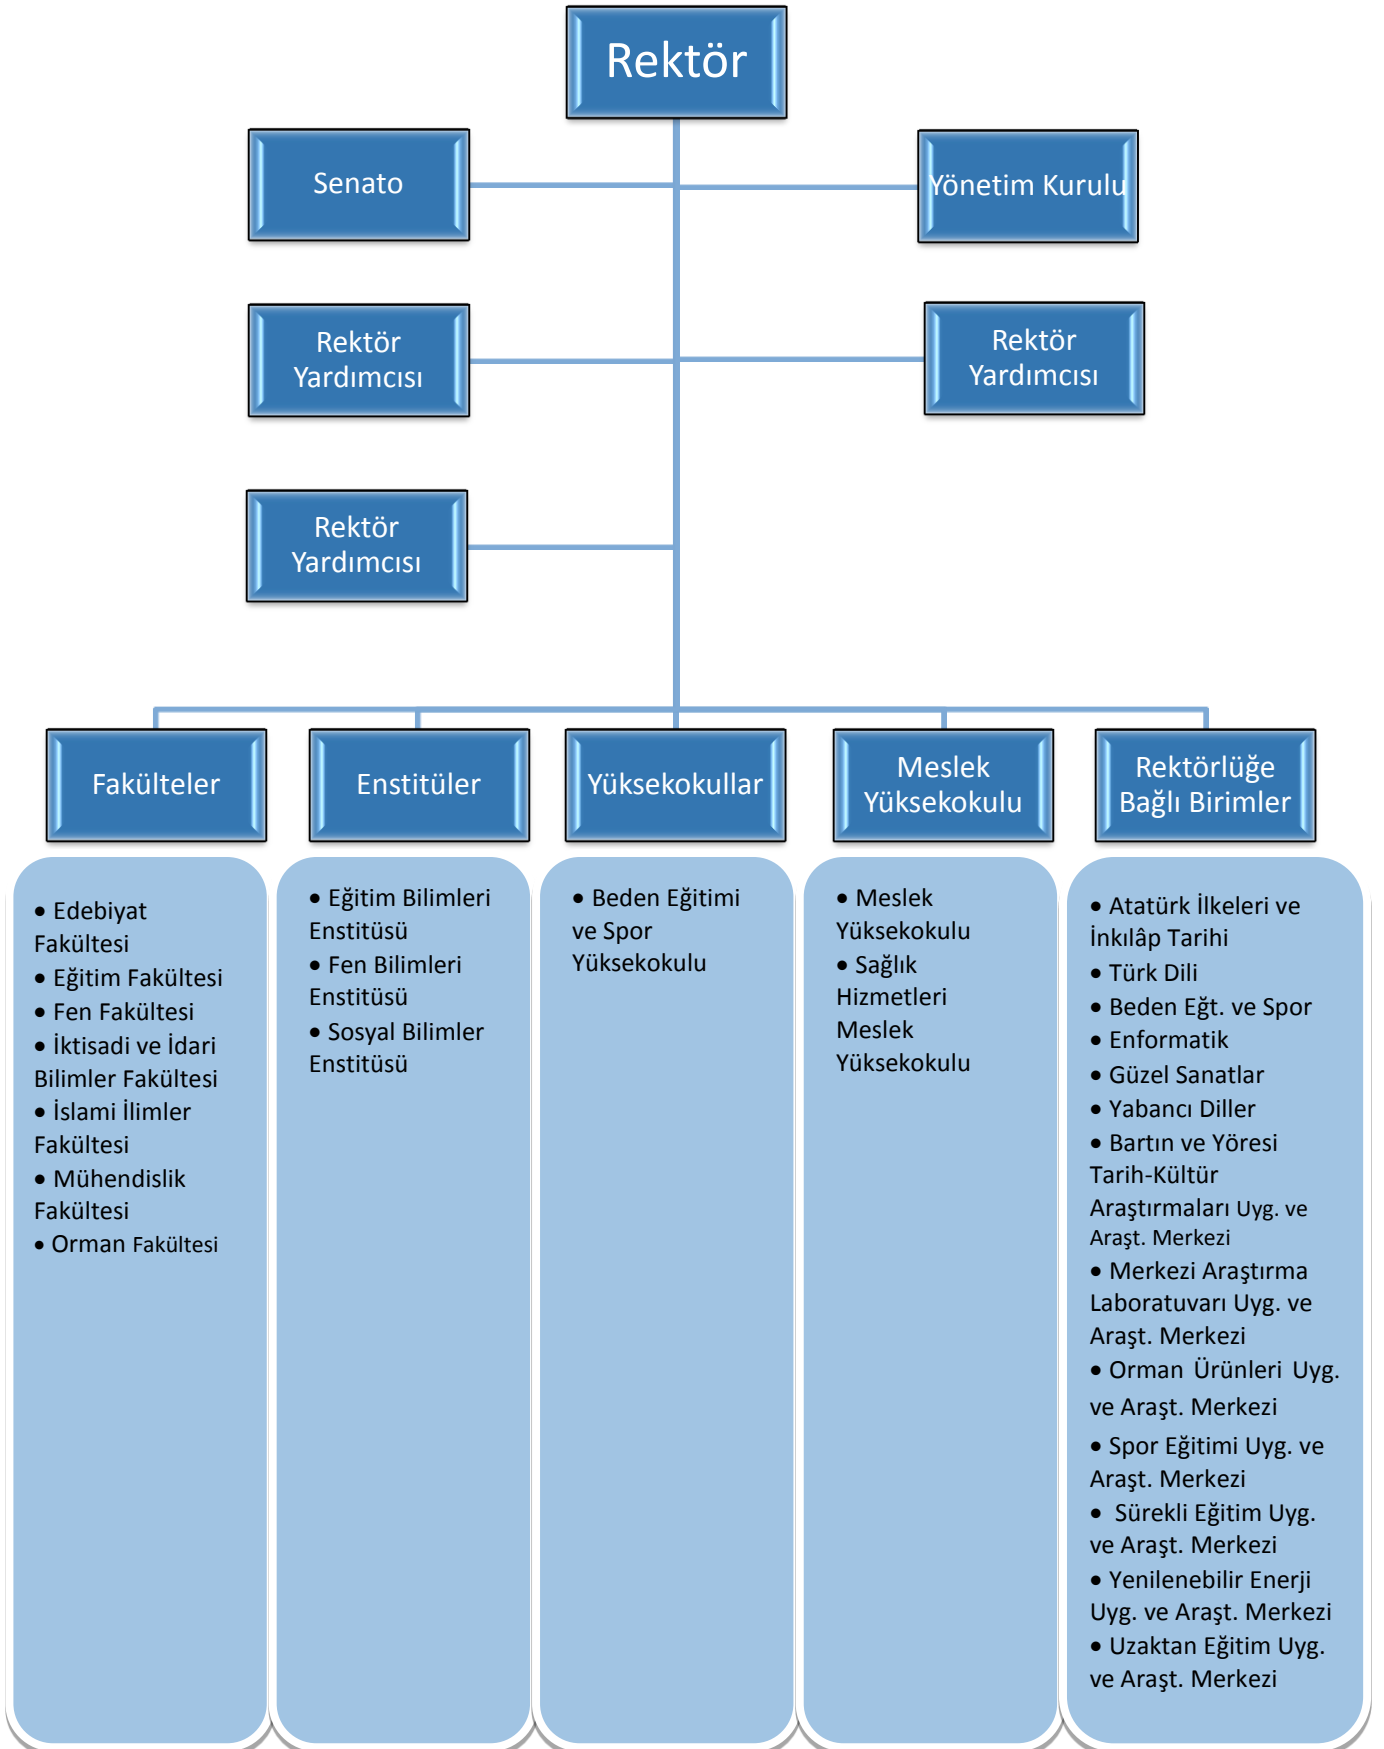 Rektör
Senato
Yönetim Kurulu
Rektör
Yardımcısı
Rektör
Yardımcısı
Rektör
Yardımcısı
Fakülteler
Enstitüler
Yüksekokullar
Meslek
Yüksekokulu
Rektörlüğe
Bağlı Birimler
• Edebiyat
Fakültesi
• Eğitim Fakültesi
• Fen Fakültesi
• İktisadi ve İdari
Bilimler Fakültesi
• İslami İlimler
Fakültesi
• Mühendislik
Fakültesi
• Orman Fakültesi
• Eğitim Bilimleri
Enstitüsü
• Fen Bilimleri
Enstitüsü
• Sosyal Bilimler
Enstitüsü
• Beden Eğitimi
ve Spor
Yüksekokulu
• Meslek
Yüksekokulu
• Sağlık
Hizmetleri
Meslek
Yüksekokulu
• Atatürk İlkeleri ve
İnkılâp Tarihi
• Türk Dili
• Beden Eğt. ve Spor
• Enformatik
• Güzel Sanatlar
• Yabancı Diller
• Bartın ve Yöresi
Tarih-Kültür
Araştırmaları Uyg. ve
Araşt. Merkezi
• Merkezi Araştırma
Laboratuvarı Uyg. ve
Araşt. Merkezi
• Orman Ürünleri Uyg.
ve Araşt. Merkezi
• Spor Eğitimi Uyg. ve
Araşt. Merkezi
• Sürekli Eğitim Uyg.
ve Araşt. Merkezi
• Yenilenebilir Enerji
Uyg. ve Araşt. Merkezi
• Uzaktan Eğitim Uyg.
ve Araşt. Merkezi